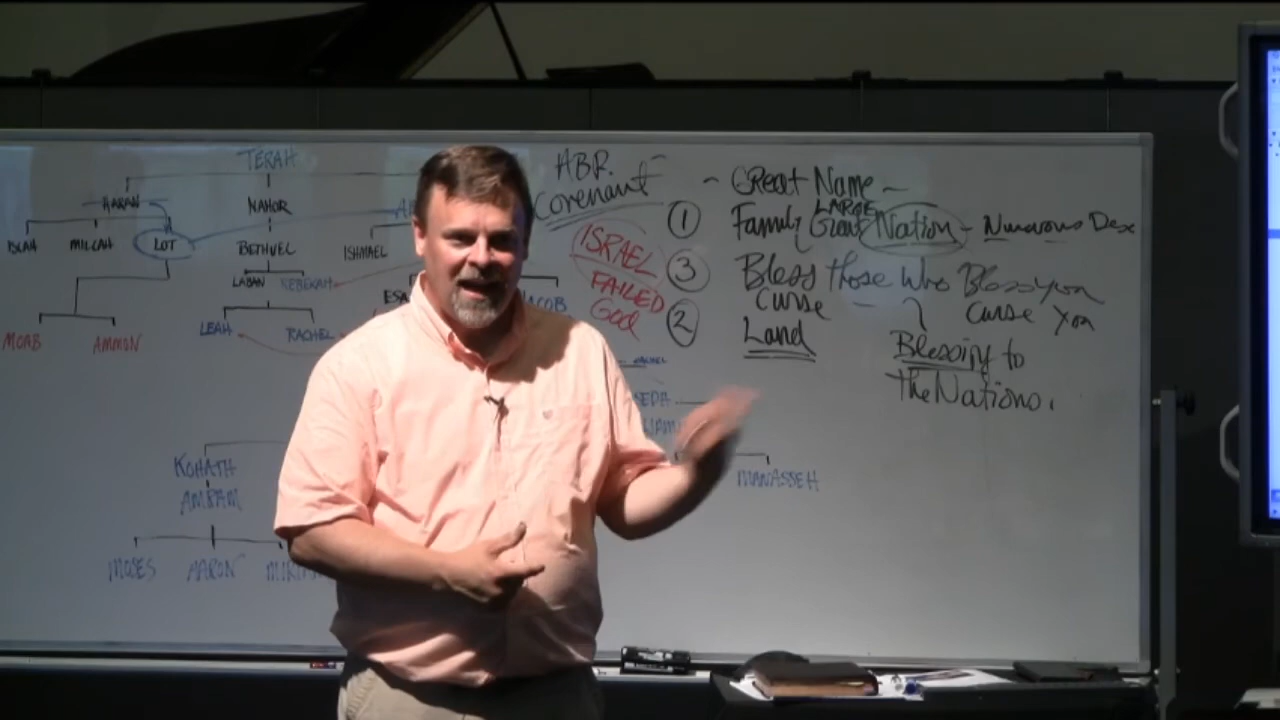 TERAH
HARAN
NAHOR
MILCAH
LOT
BETHUEL
ISHMAEL
LABAN REBEKAH
LEAH
RACHEL
MOAB
AMMON
KOHATH
AMRAM
MOSES
AARON
ABR.
Covenant
ISRAEL
FAILED
God
~ Great Name ~
LARGE
① Family Great Nation - Numerous Dex
③ Bless those who Bless you
Curse Curse you
② Land
Blessing to
the Nations.
RACHEL
MANASSEH